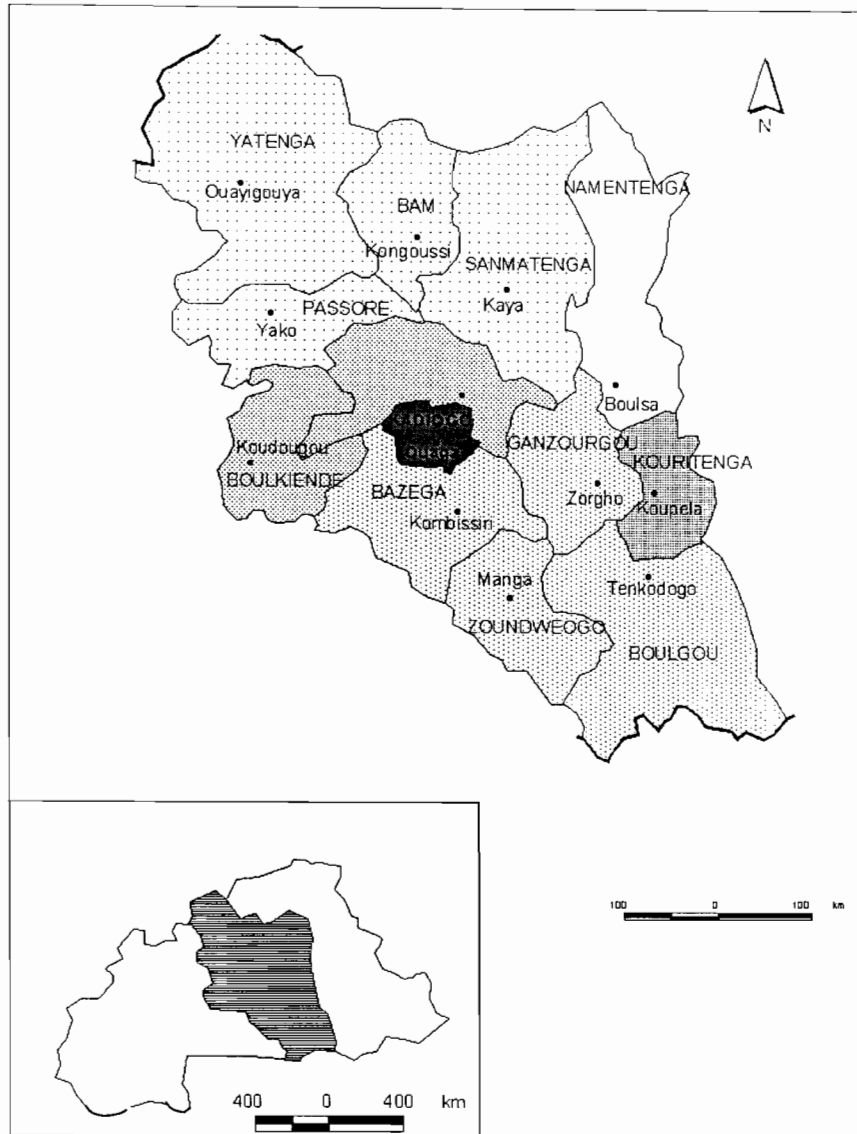 N
YATENGA
Ouayigouya
BAM
Kongoussi
NAMENTENGA
SANMATENGA
Kaya
PASSORE
Yako
Boulsa
GANZOURGOU
Zorgho
KOURITENGA
Koupela
Koudougou
BOULKIENDE
BAZEGA
Kombissiri
Manga
ZOUNDWEOGO
Tenkodogo
BOULGOU
100 0 100 km
400 0 400 km